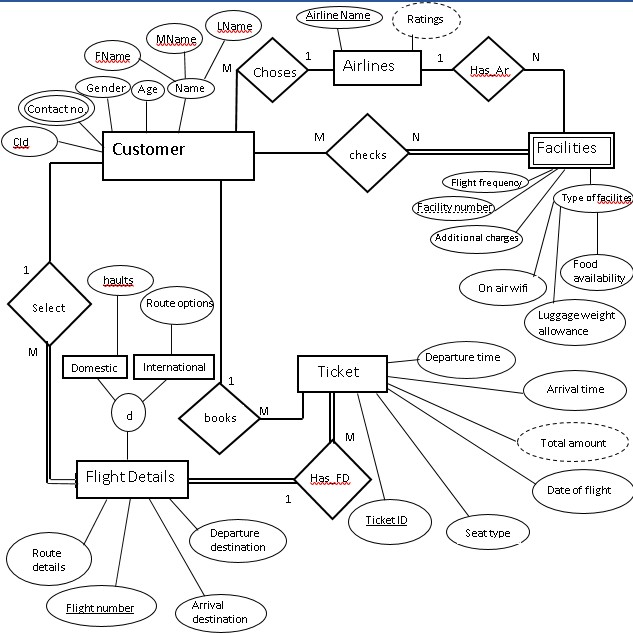 Airline Name
Ratings
LName
MName
FName
Gender
Age
Name
Contact no
CId
M
Choses
1
Airlines
1
Has_Ar
N
Customer
M
checks
N
Facilities
Flight frequency
Facility number
Additional charges
Type of facilites
On air wifi
Food
availability
Luggage weight
allowance
1
Select
M
haults
Route options
Domestic
International
d
1
books
M
Ticket
Departure time
Arrival time
Total amount
Date of flight
Seat type
Ticket ID
M
Has_FD
1
Flight Details
Route
details
Flight number
Arrival
destination
Departure
destination